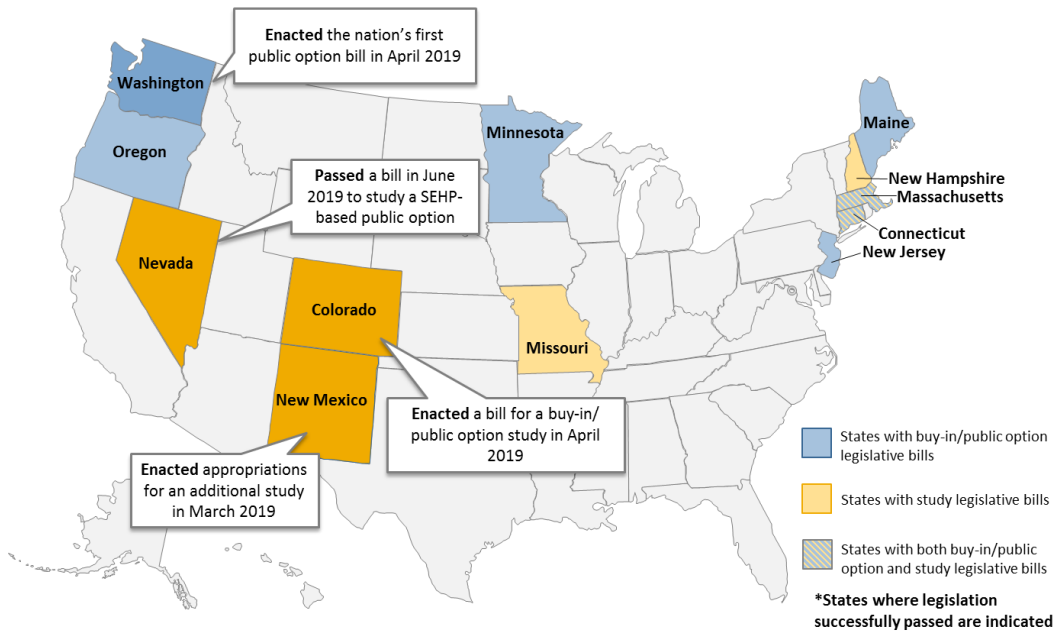 Enacted the nation's first
public option bill in April 2019
Washington
Oregon
Minnesota
Maine
Passed a bill in June
2019 to study a SEHP-
based public option
New Hampshire
Massachusetts
Connecticut
New Jersey
Nevada
Colorado
Missouri
New Mexico
Enacted a bill for a buy-in/
public option study in April
2019
Enacted appropriations
for an additional study
in March 2019
States with buy-in/public option
legislative bills
States with study legislative bills
States with both buy-in/public
option and study legislative bills
*States where legislation
successfully passed are indicated